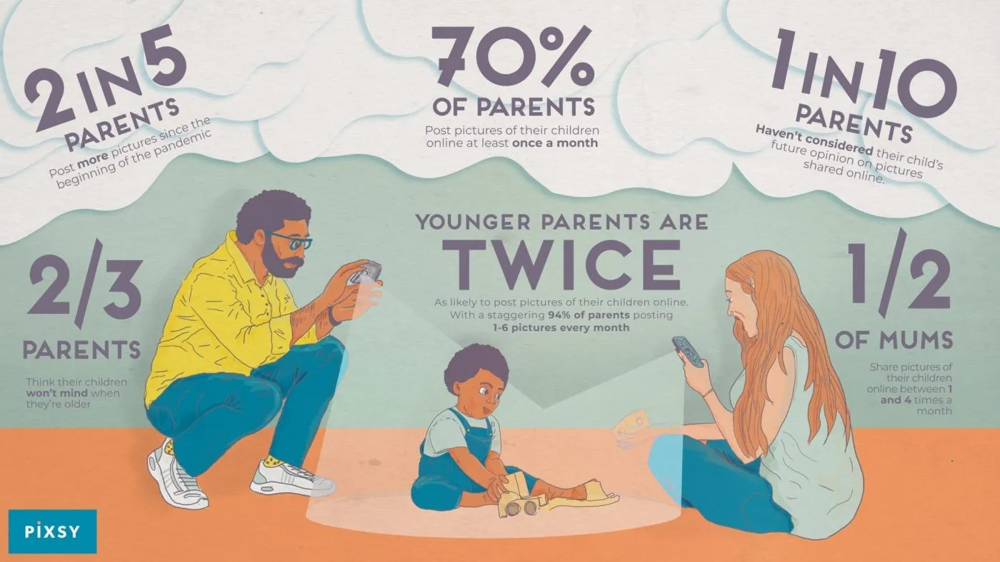 2 IN 5
PARENTS
Post more pictures since the
beginning of the pandemic
70%
OF PARENTS
Post pictures of their children
online at least once a month
1 IN 10
PARENTS
Haven't considered their child's
future opinion on pictures
shared online.
2/3
PARENTS
Think their children
won't mind when
they're older
YOUNGER PARENTS ARE
TWICE
As likely to post pictures of their children online.
With a staggering 94% of parents posting
1-6 pictures every month
1/2
OF MUMS
Share pictures of
their children
online between 1
and 4 times a
month
PIXSY